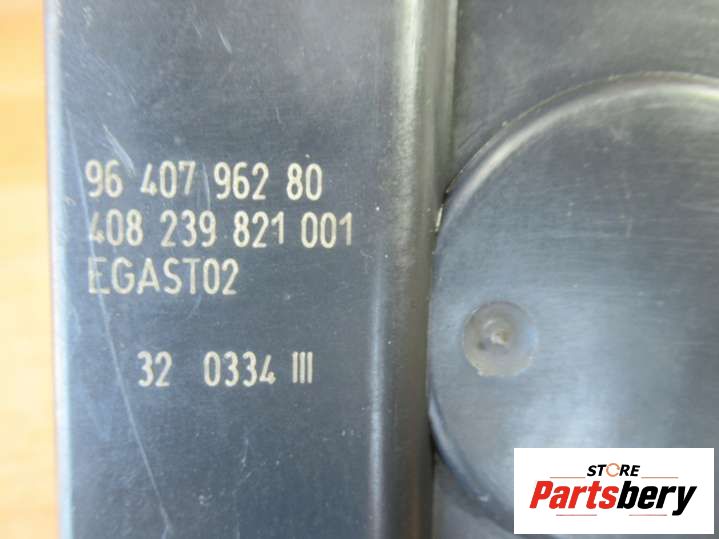 96 407 962 80
408 239 821 001
EGAST02
32 0334 III
STORE
Partsbery